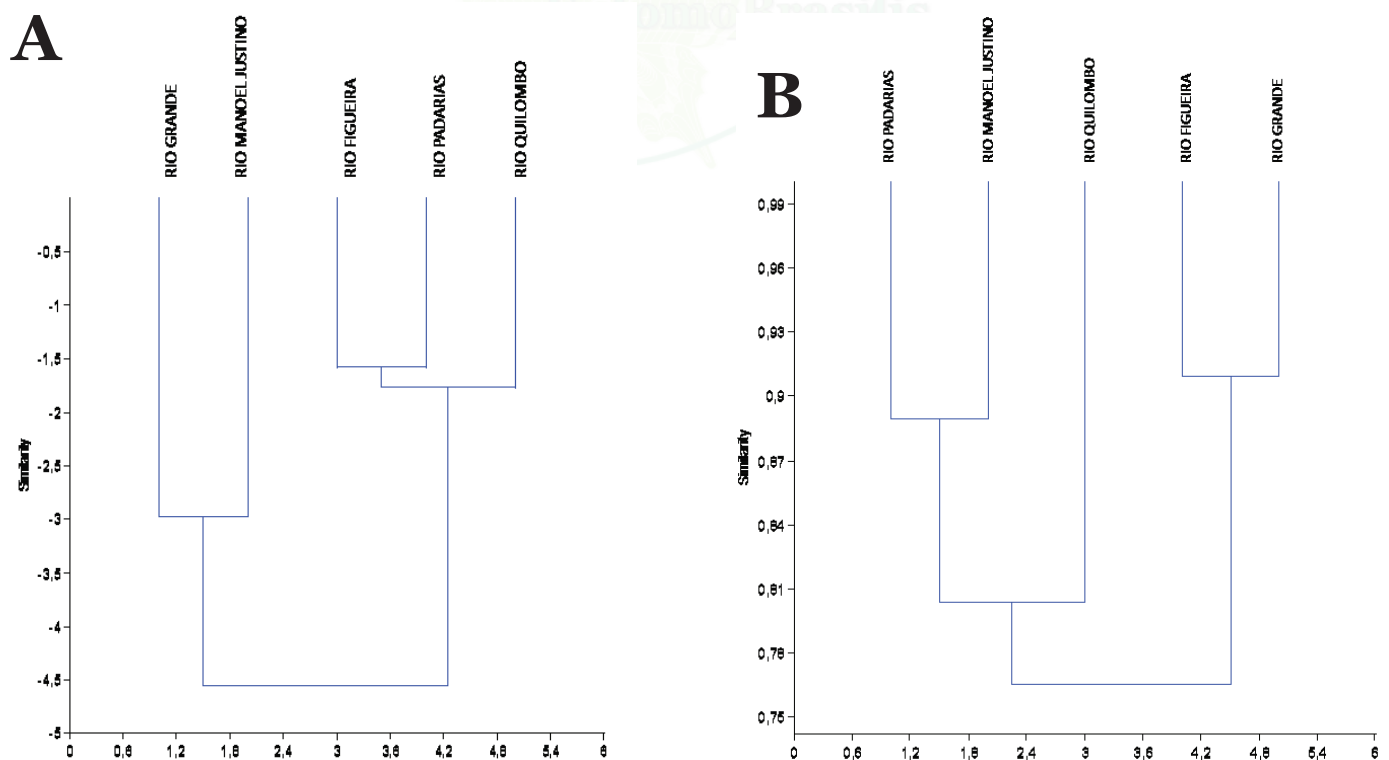 A
RIO GRANDE
RIO MANOEL JUSTINO
RIO FIGUEIRA
RIO PADARIAS
RIO QUILOMBO
-0,5
-1
-1,5
-2
-2,5
-3
-3,5
-4
-4,5
-5
Similarity
0 0,6 1,2 1,8 2,4 3 3,6 4,2 4,8 5,4 6
B
RIO PADARIAS
RIO MANOEL JUSTINO
RIO QUILOMBO
RIO FIGUEIRA
RIO GRANDE
0,99
0,96
0,93
0,9
0,87
0,84
0,81
0,78
0,75
Similarity
0 0,6 1,2 1,8 2,4 3 3,6 4,2 4,8 5,4 6